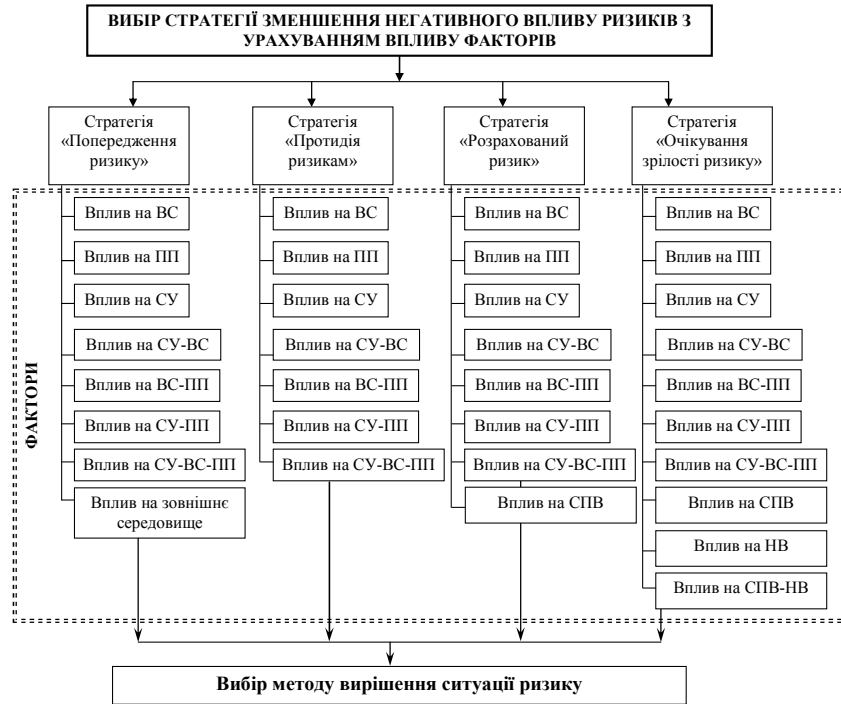 ВИБІР СТРАТЕГІЇ ЗМЕНШЕННЯ НЕГАТИВНОГО ВПЛИВУ РИЗИКІВ З
УРАХУВАННЯМ ВПЛИВУ ФАКТОРІВ
Стратегія
«Попередження
ризику»
Стратегія
«Протидія
ризикам»
Стратегія
«Розрахований
ризик»
Стратегія
«Очікування
зрілості ризику»
ФАКТОРИ
Вплив на ВС
Вплив на ПП
Вплив на СУ
Вплив на СУ-ВС
Вплив на ВС-ПП
Вплив на СУ-ПП
Вплив на СУ-ВС-ПП
Вплив на зовнішнє
середовище
Вплив на ВС
Вплив на ПП
Вплив на СУ
Вплив на СУ-ВС
Вплив на ВС-ПП
Вплив на СУ-ПП
Вплив на СУ-ВС-ПП
Вплив на ВС
Вплив на ПП
Вплив на СУ
Вплив на СУ-ВС
Вплив на ВС-ПП
Вплив на СУ-ПП
Вплив на СУ-ВС-ПП
Вплив на СПВ
Вплив на ВС
Вплив на ПП
Вплив на СУ
Вплив на СУ-ВС
Вплив на ВС-ПП
Вплив на СУ-ПП
Вплив на СУ-ВС-ПП
Вплив на СПВ
Вплив на НВ
Вплив на СПВ-НВ
Вибір методу вирішення ситуації ризику